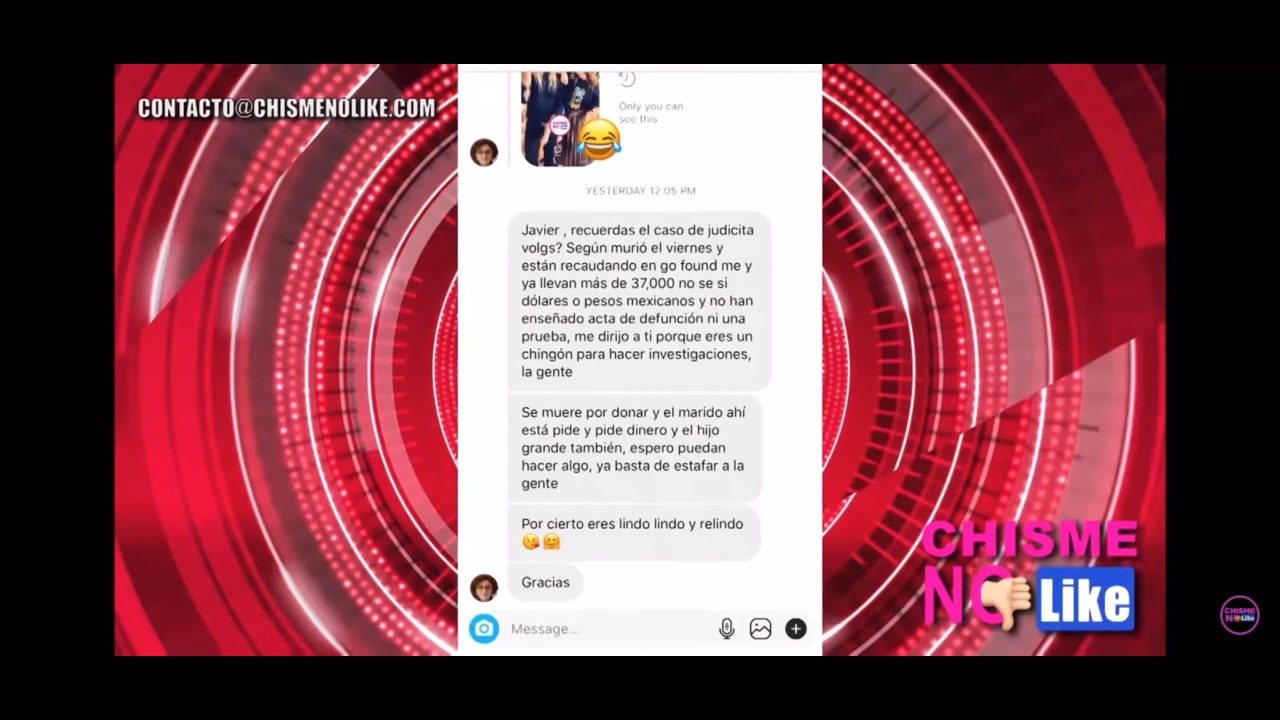 CONTACTO@CHISMENOLIKE.COM
Only you can
see this
YESTERDAY 12:05 PM
Javier , recuerdas el caso de judicita
volgs? Según murió el viernes y
están recaudando en go found me y
ya llevan más de 37,000 no se si
dólares o pesos mexicanos y no han
enseñado acta de defunción ni una
prueba, me dirijo a ti porque eres un
chingón para hacer investigaciones,
la gente
Se muere por donar y el marido ahí
está pide y pide dinero y el hijo
grande también, espero puedan
hacer algo, ya basta de estafar a la
gente
Por cierto eres lindo lindo y relindo
😘🤗
Gracias
Message...
CHISME
NO Like
CHISME
NO Like